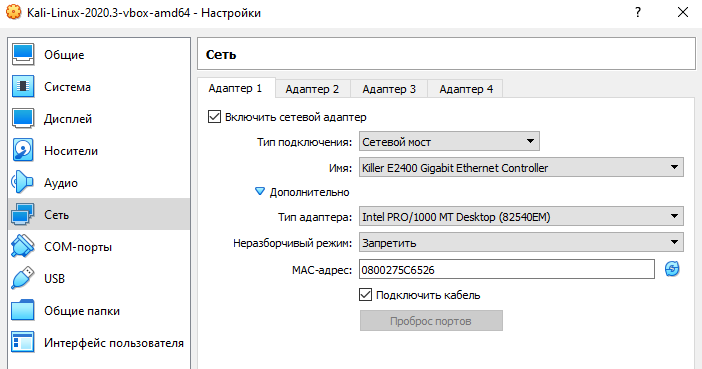 Kali-Linux-2020.3-vbox-amd64 - Настройки
?
Общие
Система
Дисплей
Носители
Аудио
Сеть
COM-порты
USB
Общие папки
Интерфейс пользователя
Сеть
Адаптер 1 Адаптер 2 Адаптер 3 Адаптер 4
Включить сетевой адаптер
Тип подключения: Сетевой мост
Имя: Killer E2400 Gigabit Ethernet Controller
Дополнительно
Тип адаптера: Intel PRO/1000 MT Desktop (82540EM)
Неразборчивый режим: Запретить
MAC-адрес: 0800275C6526
Подключить кабель
Проброс портов